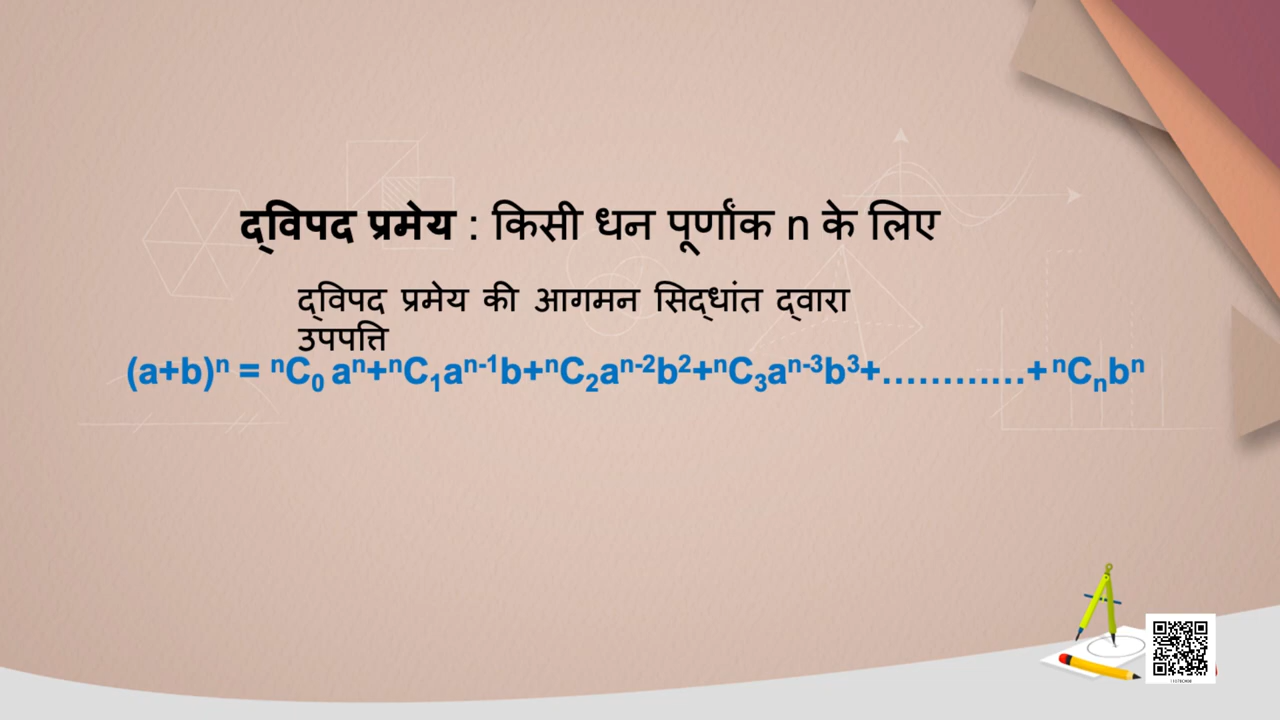 द्विपद प्रमेय : किसी धन पूर्णांक n के लिए
द्विपद प्रमेय की आगमन सिद्धांत द्वारा
उपपत्ति
(a+b)ⁿ = ⁿC₀ aⁿ+ⁿC₁aⁿ⁻¹b+ⁿC₂aⁿ⁻²b²+ⁿC₃aⁿ⁻³b³+…………+ⁿCₙbⁿ